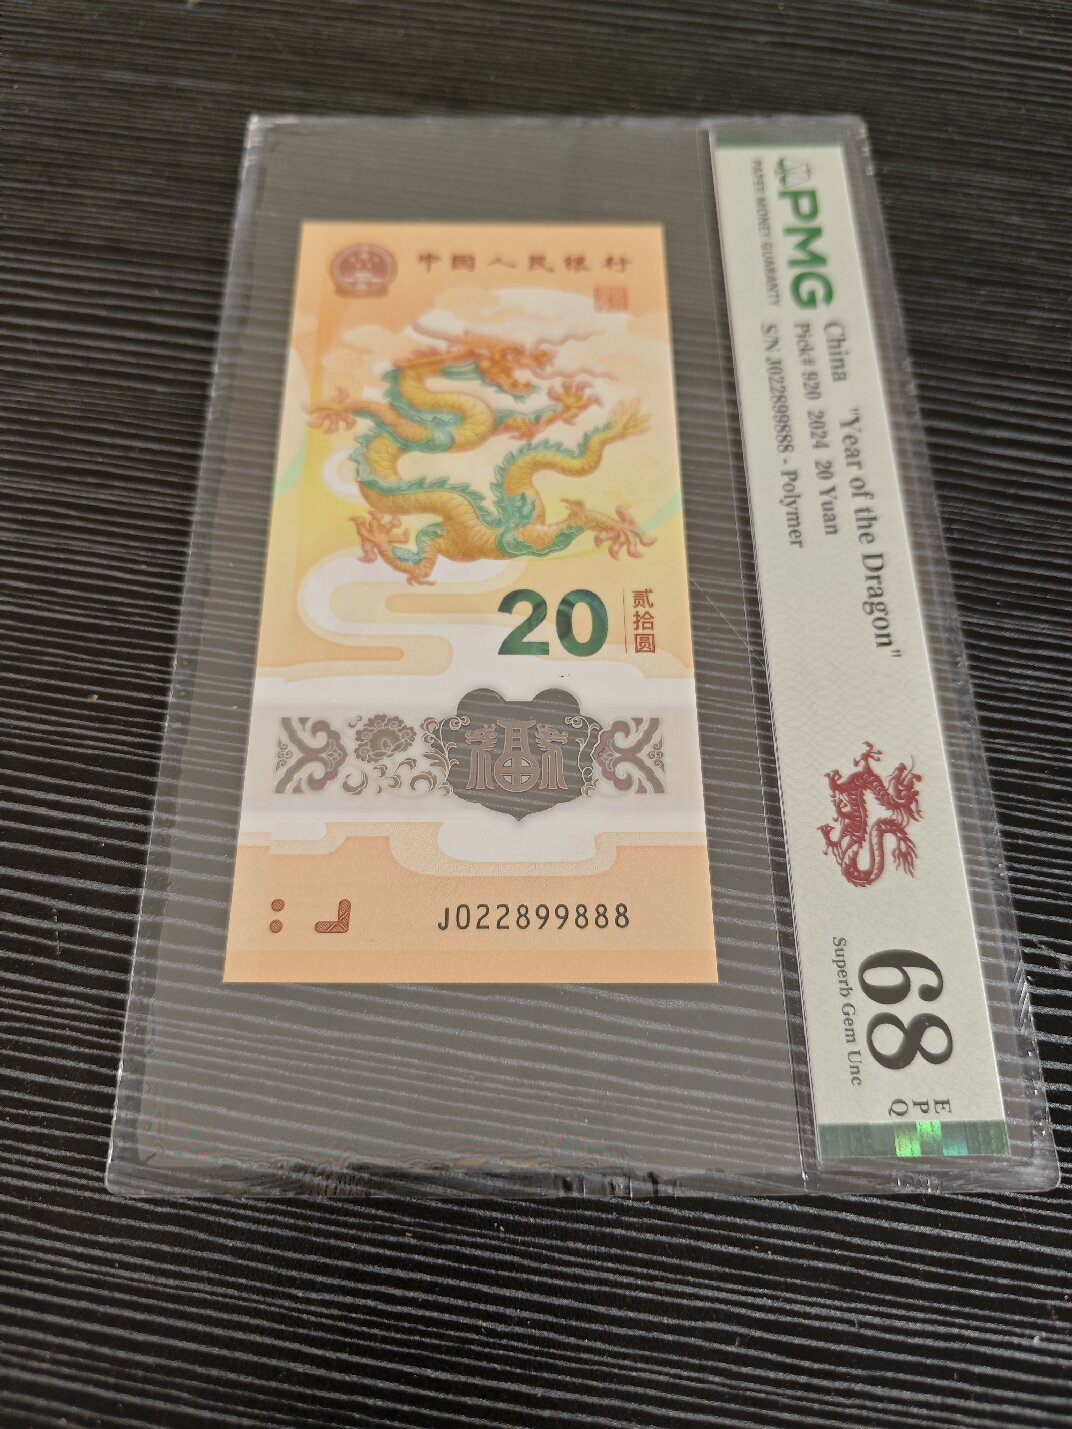 中国人民银行
20
贰拾圆
福
J022899888
PMG
PAPER MONEY GUARANTY
China "Year of the Dragon"
Pick# 920 2024 20 Yuan
S/N J022899888 - Polymer
68
EPQ
Superb Gem Unc